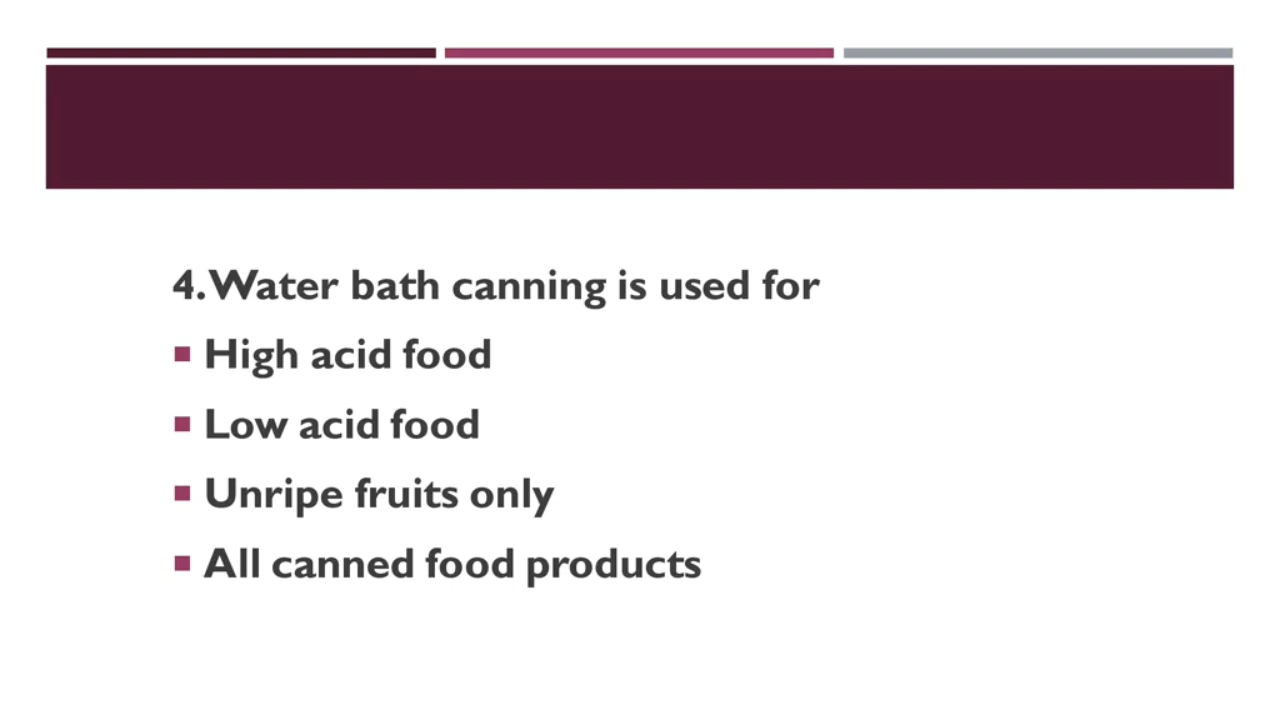 4. Water bath canning is used for
High acid food
Low acid food
Unripe fruits only
All canned food products